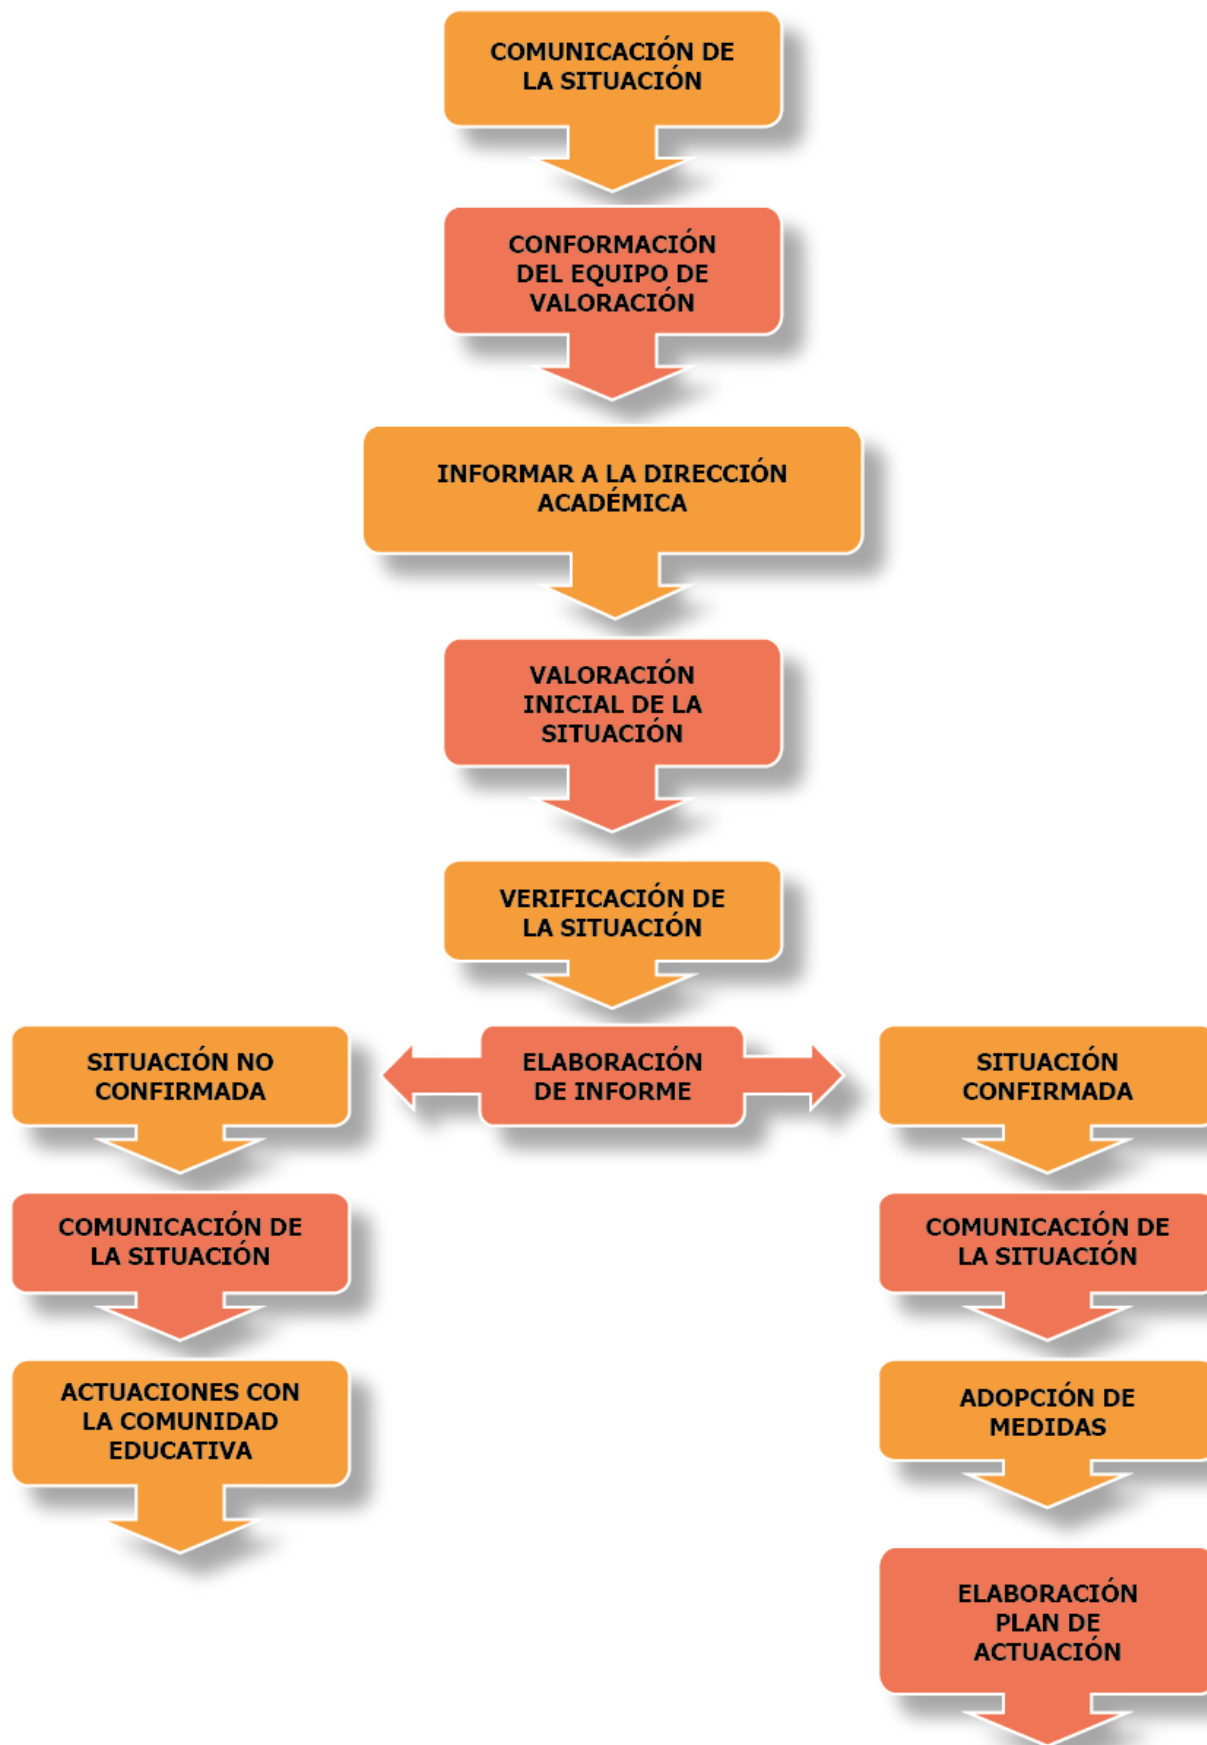 COMUNICACIÓN DE
LA SITUACIÓN
CONFORMACIÓN
DEL EQUIPO DE
VALORACIÓN
INFORMAR A LA DIRECCIÓN
ACADÉMICA
VALORACIÓN
INICIAL DE LA
SITUACIÓN
VERIFICACIÓN DE
LA SITUACIÓN
ELABORACIÓN
DE INFORME
SITUACIÓN NO
CONFIRMADA
COMUNICACIÓN DE
LA SITUACIÓN
ACTUACIONES CON
LA COMUNIDAD
EDUCATIVA
SITUACIÓN
CONFIRMADA
COMUNICACIÓN DE
LA SITUACIÓN
ADOPCIÓN DE
MEDIDAS
ELABORACIÓN
PLAN DE
ACTUACIÓN